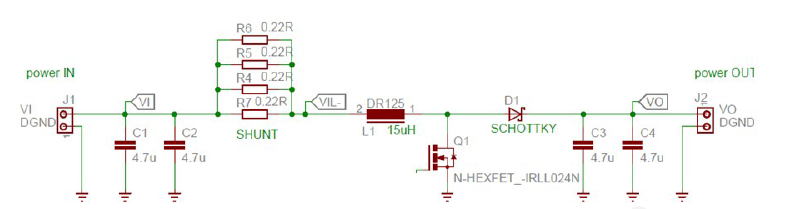 R6 0.22R
R5 0.22R
R4 0.22R
R7 0.22R
SHUNT
power IN
J1
VI
DGND
VI
C1
4.7u
C2
4.7u
VIL-
2 DR125 1
L1 15uH
D1
SCHOTTKY
Q1
N-HEXFET_-IRLL024N
VO
C3
4.7u
C4
4.7u
power OUT
J2
VO
DGND